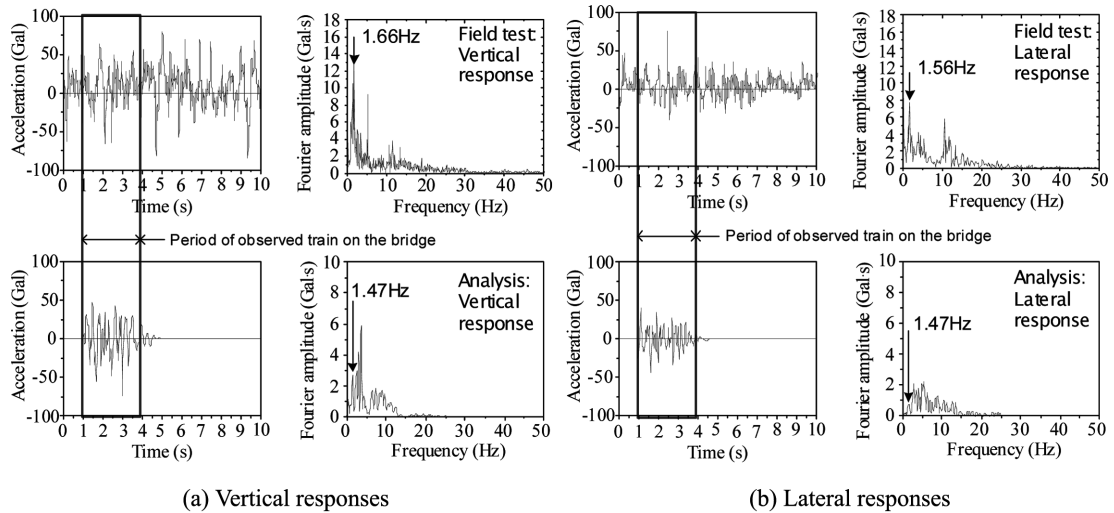 Acceleration (Gal)
100
50
0
-50
-100
0 1 2 3 4 5 6 7 8 9 10
Time (s)
Fourier amplitude (Gal·s)
18
16
14
12
10
8
6
4
2
0
1.66Hz
Field test:
Vertical
response
0 10 20 30 40 50
Frequency (Hz)
Period of observed train on the bridge
Acceleration (Gal)
100
50
0
-50
-100
0 1 2 3 4 5 6 7 8 9 10
Time (s)
Fourier amplitude (Gal·s)
10
8
6
4
2
0
1.47Hz
Analysis:
Vertical
response
0 10 20 30 40 50
Frequency (Hz)
(a) Vertical responses
Acceleration (Gal)
100
50
0
-50
-100
0 1 2 3 4 5 6 7 8 9 10
Time (s)
Fourier amplitude (Gal·s)
18
16
14
12
10
8
6
4
2
0
1.56Hz
Field test:
Lateral
response
0 10 20 30 40 50
Frequency (Hz)
Period of observed train on the bridge
Acceleration (Gal)
100
50
0
-50
-100
0 1 2 3 4 5 6 7 8 9 10
Time (s)
Fourier amplitude (Gal·s)
10
8
6
4
2
0
1.47Hz
Analysis:
Lateral
response
0 10 20 30 40 50
Frequency (Hz)
(b) Lateral responses